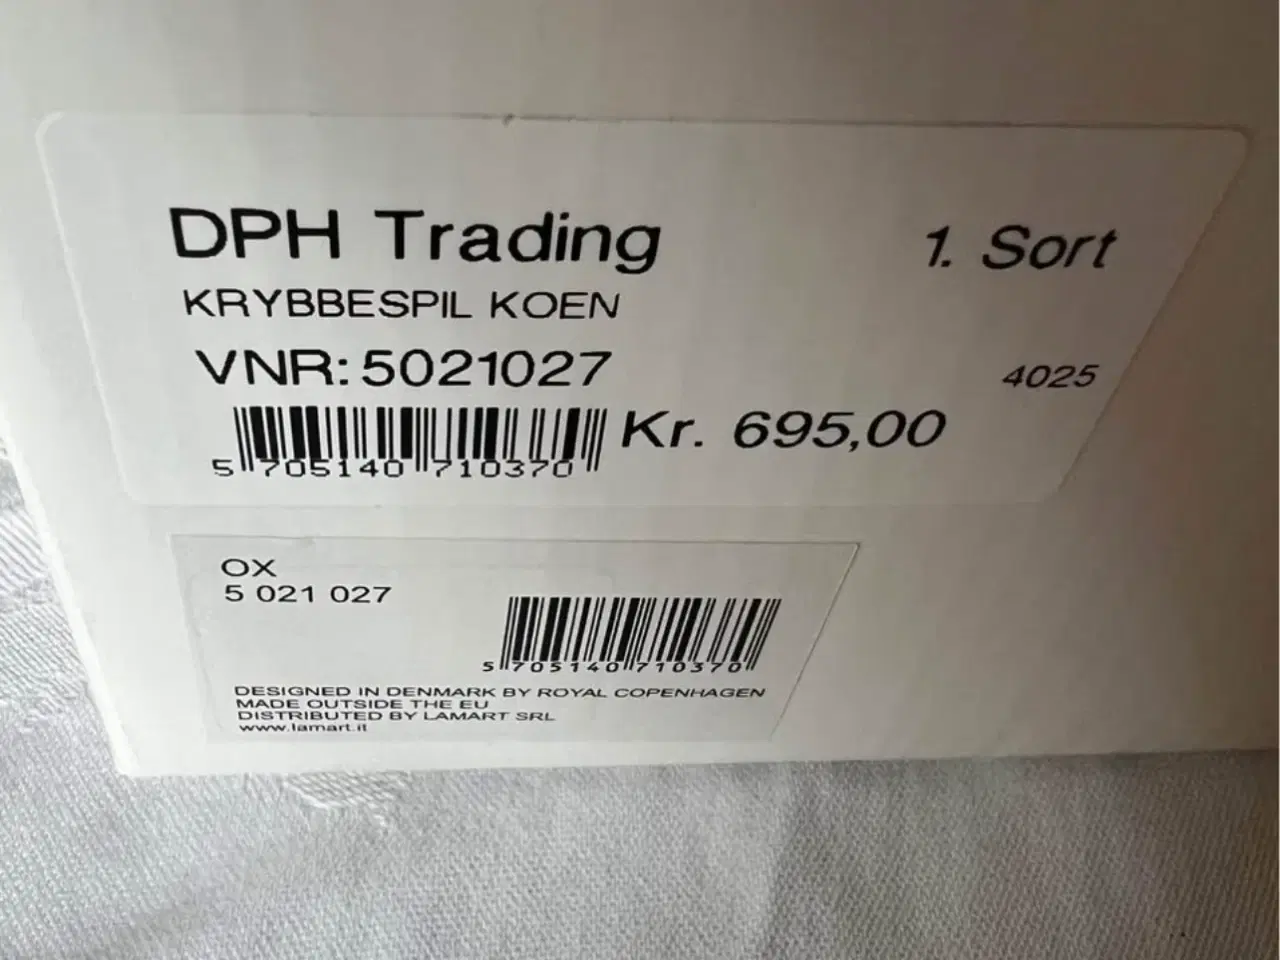 DPH Trading
1. Sort
KRYBBESPIL KOEN
VNR: 5021027
4025
Kr. 695,00
5 705140 710370
OX
5 021 027
5 705140 710370
DESIGNED IN DENMARK BY ROYAL COPENHAGEN
MADE OUTSIDE THE EU
DISTRIBUTED BY LAMART SRL
www.lamart.it